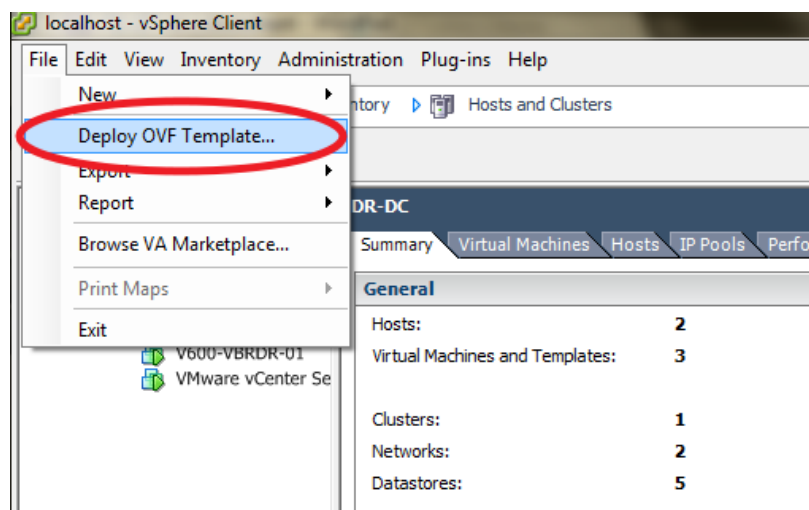 localhost - vSphere Client
File Edit View Inventory Administration Plug-ins Help
New
Hosts and Clusters
Deploy OVF Template...
Export
Report
DR-DC
Browse VA Marketplace...
Summary Virtual Machines Hosts IP Pools
Print Maps
General
Exit
Hosts: 2
V600-VBRDR-01
Virtual Machines and Templates: 3
VMware vCenter Se
Clusters: 1
Networks: 2
Datastores: 5